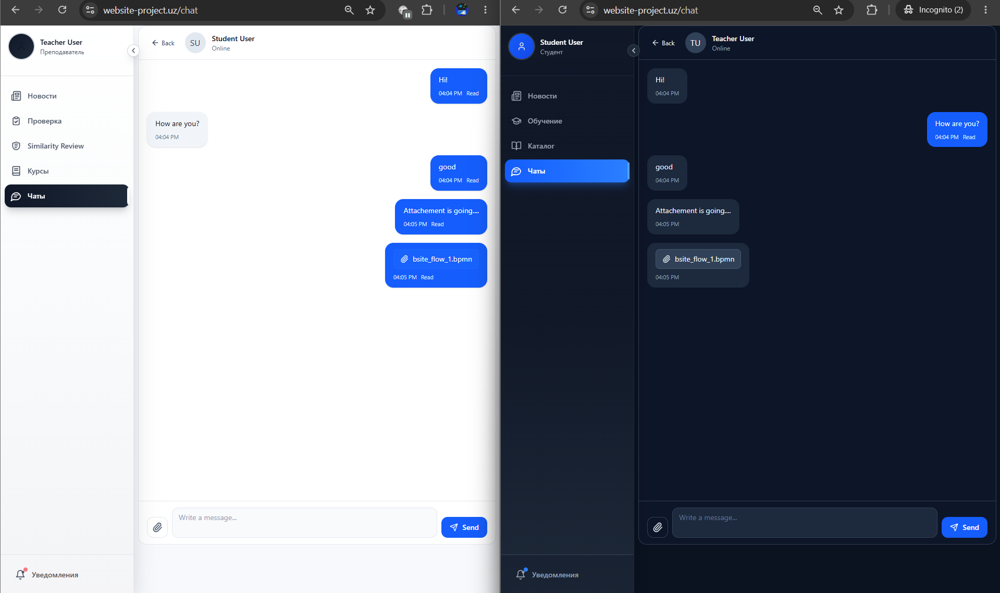 website-project.uz/chat
Teacher User
Преподаватель
Новости
Проверка
Similarity Review
Курсы
Чаты
Уведомления
Back
SU
Student User
Online
Hi!
04:04 PM Read
How are you?
04:04 PM
good
04:04 PM Read
Attachement is going....
04:05 PM Read
bsite_flow_1.bpmn
04:05 PM Read
Write a message...
Send
website-project.uz/chat
Incognito (2)
Student User
Студент
Новости
Обучение
Каталог
Чаты
Уведомления
Back
TU
Teacher User
Online
Hi!
04:04 PM
How are you?
04:04 PM Read
good
04:04 PM
Attachement is going....
04:05 PM
bsite_flow_1.bpmn
04:05 PM
Write a message...
Send